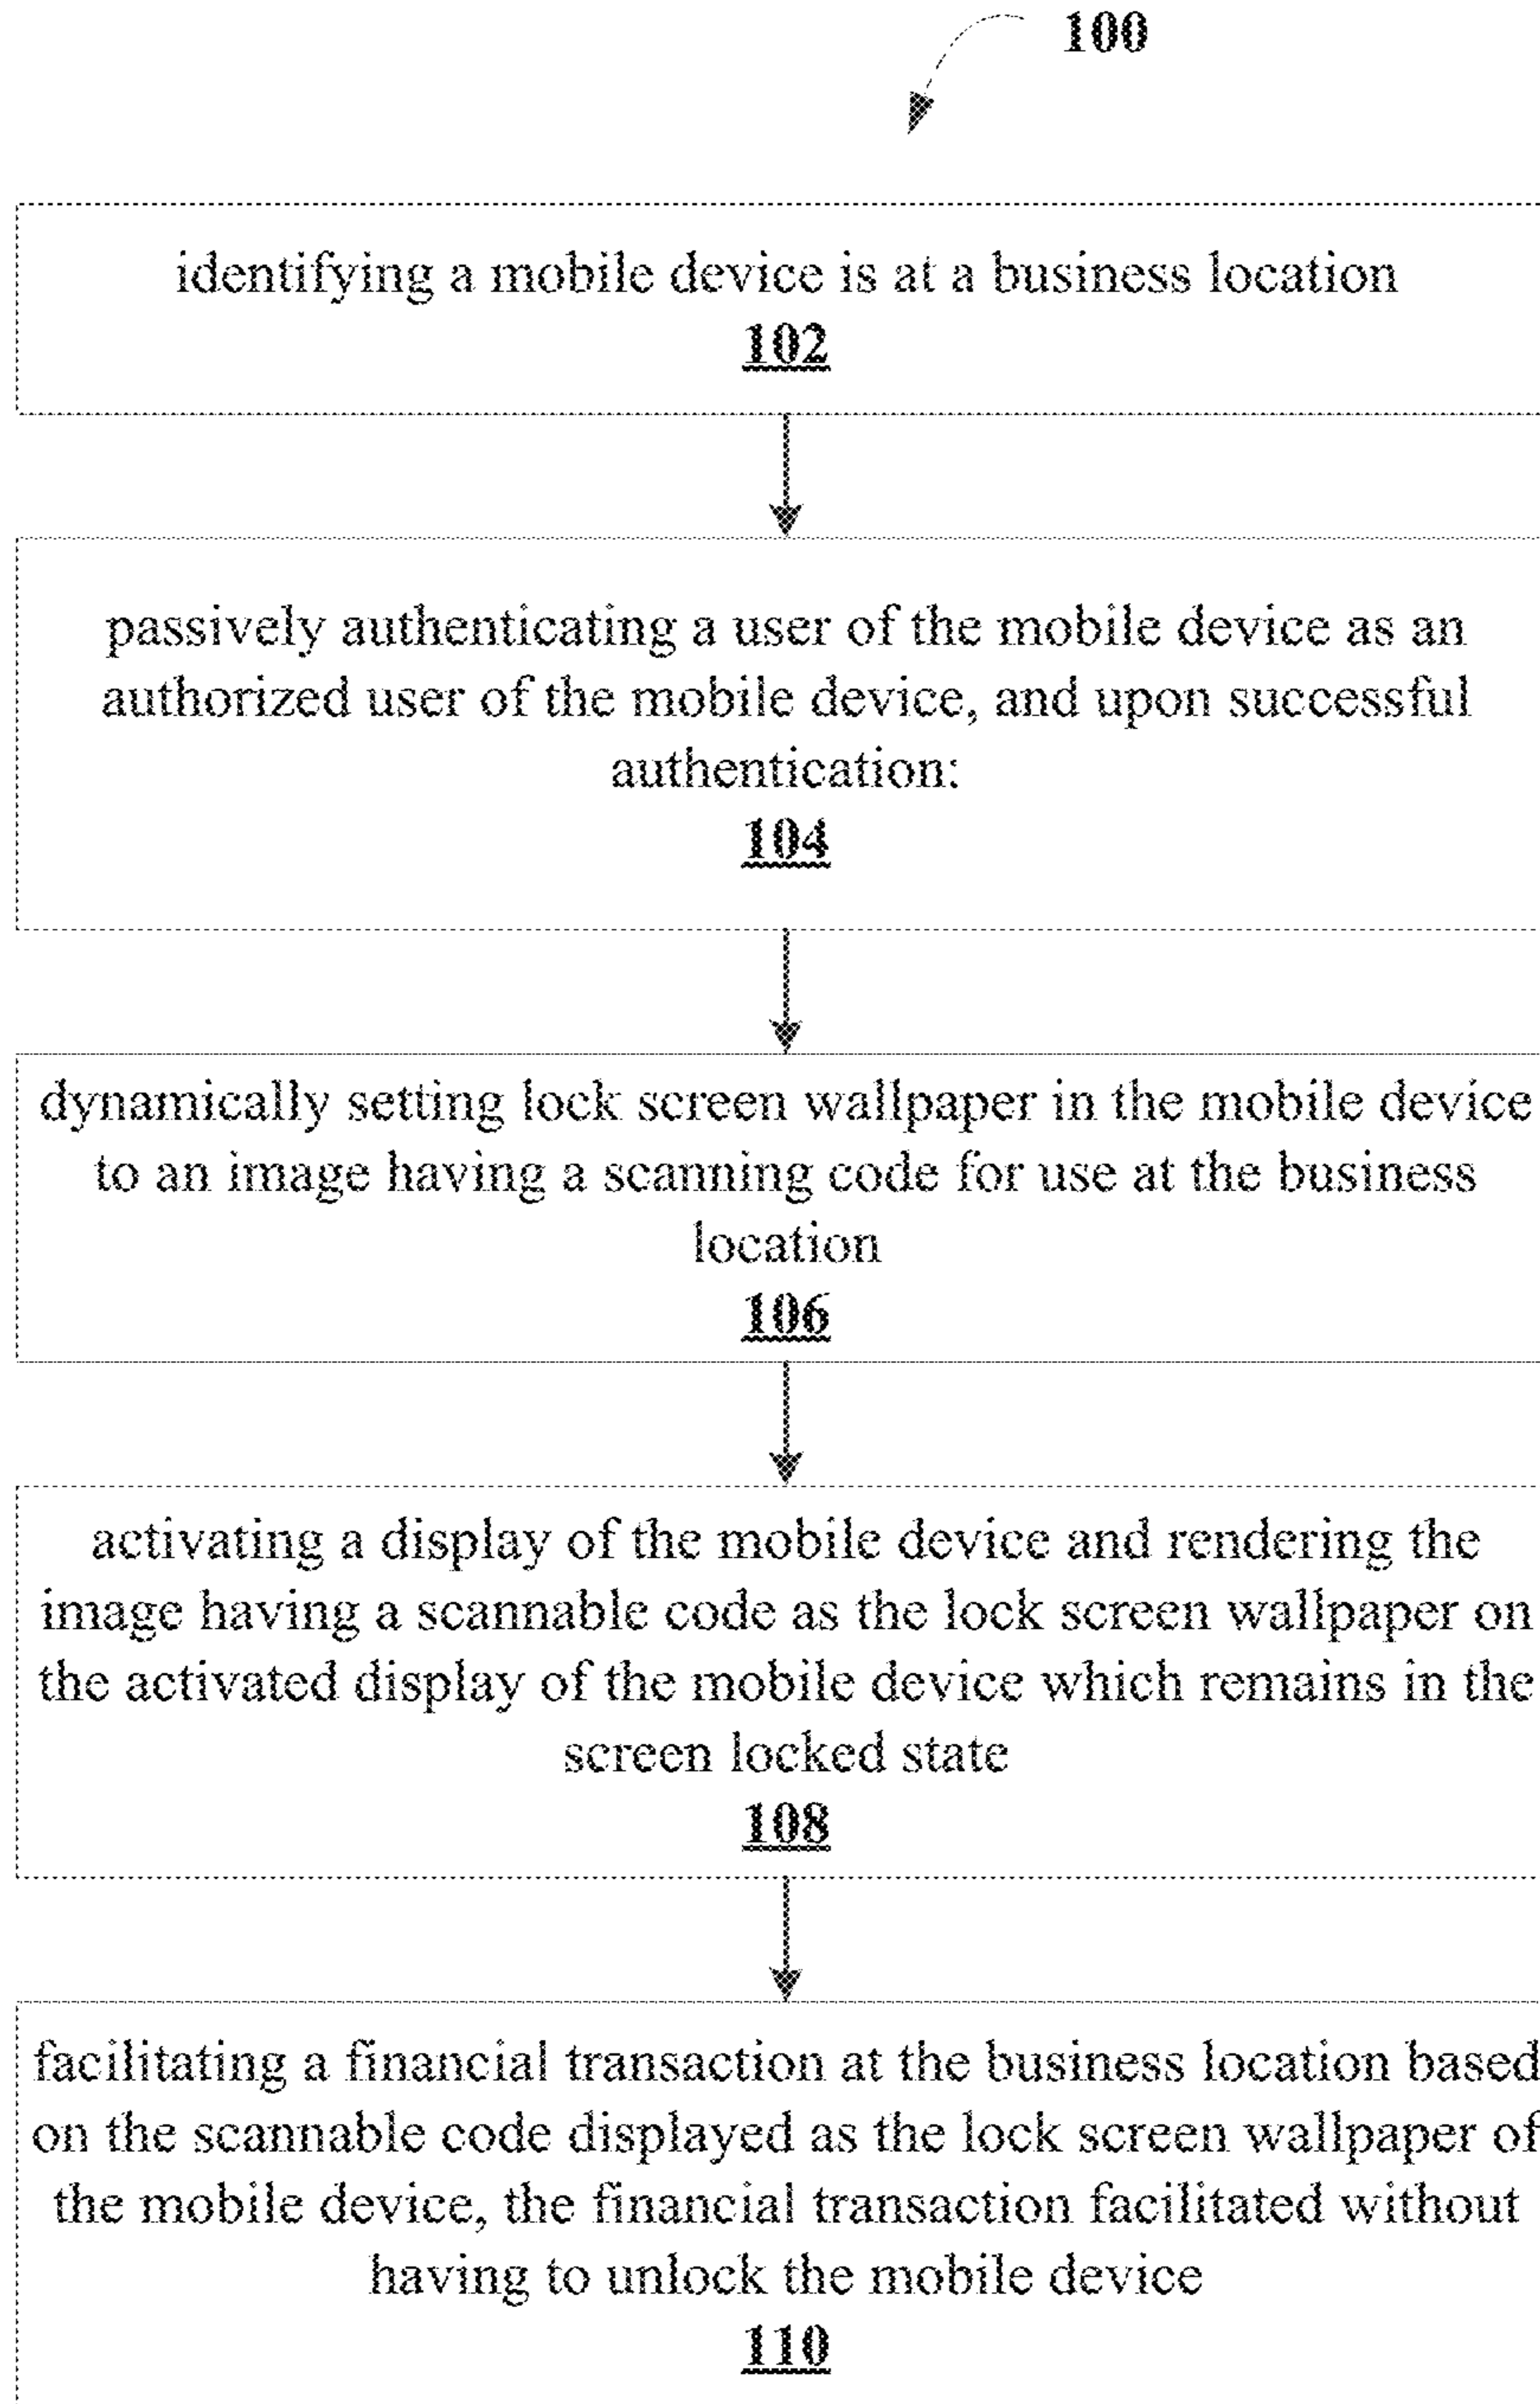 100
identifying a mobile device is at a business location
102
passively authenticating a user of the mobile device as an
authorized user of the mobile device, and upon successful
authentication:
104
dynamically setting lock screen wallpaper in the mobile device
to an image having a scanning code for use at the business
location
106
activating a display of the mobile device and rendering the
image having a scannable code as the lock screen wallpaper on
the activated display of the mobile device which remains in the
screen locked state
108
facilitating a financial transaction at the business location based
on the scannable code displayed as the lock screen wallpaper of
the mobile device, the financial transaction facilitated without
having to unlock the mobile device
110